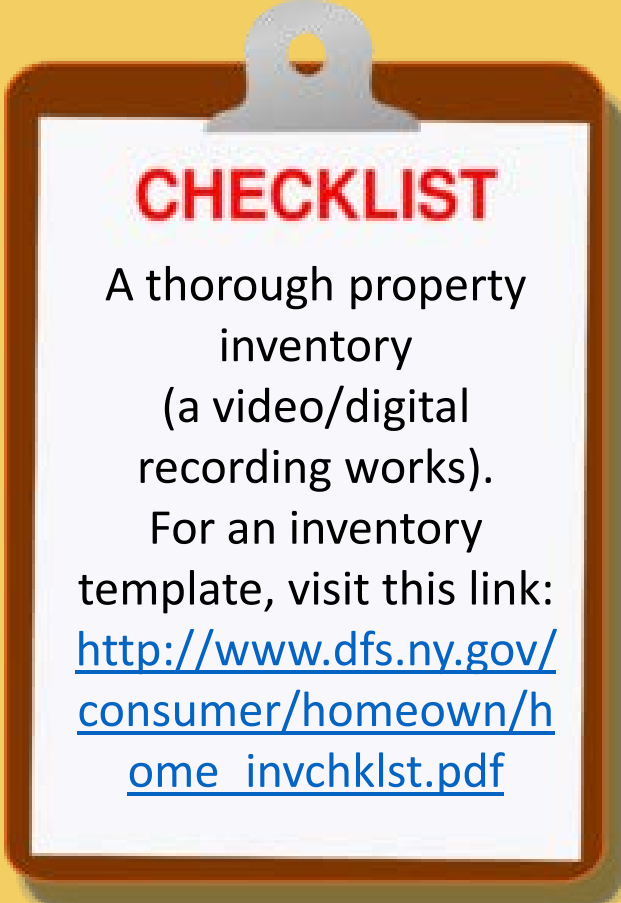 CHECKLIST
A thorough property
inventory
(a video/digital
recording works).
For an inventory
template, visit this link:
http://www.dfs.ny.gov/
consumer/homeown/h
ome_invchklst.pdf